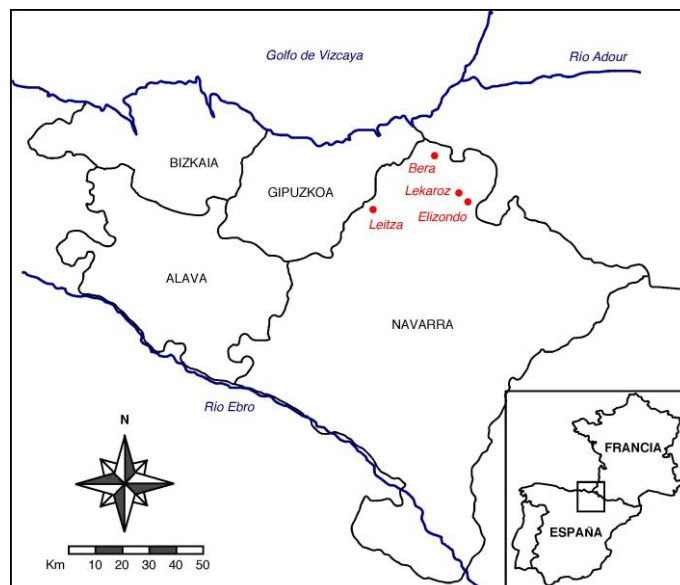 Golfo de Vizcaya
Río Adour
BIZKAIA
Bera
GIPUZKOA
Lekaroz
Elizondo
Leitza
ALAVA
NAVARRA
Río Ebro
N
FRANCIA
ESPAÑA
Km 10 20 30 40 50